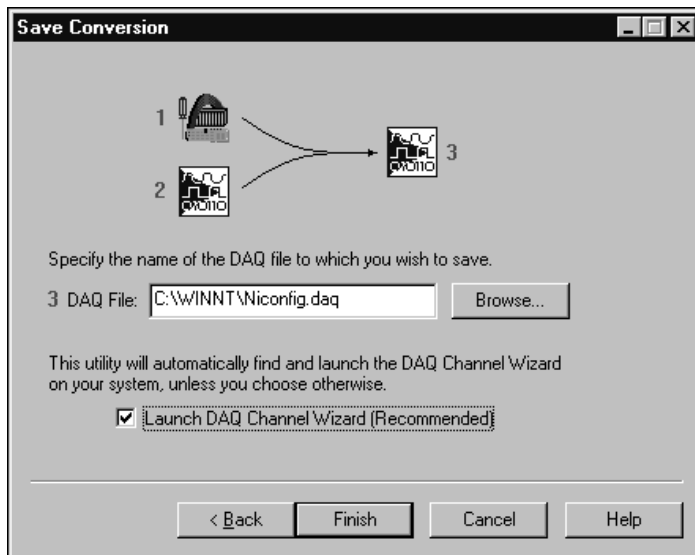 Save Conversion
1
2
3
Specify the name of the DAQ file to which you wish to save.
3 DAQ File: C:\WINNT\Niconfig.daq Browse...
This utility will automatically find and launch the DAQ Channel Wizard
on your system, unless you choose otherwise.
Launch DAQ Channel Wizard (Recommended)
< Back Finish Cancel Help